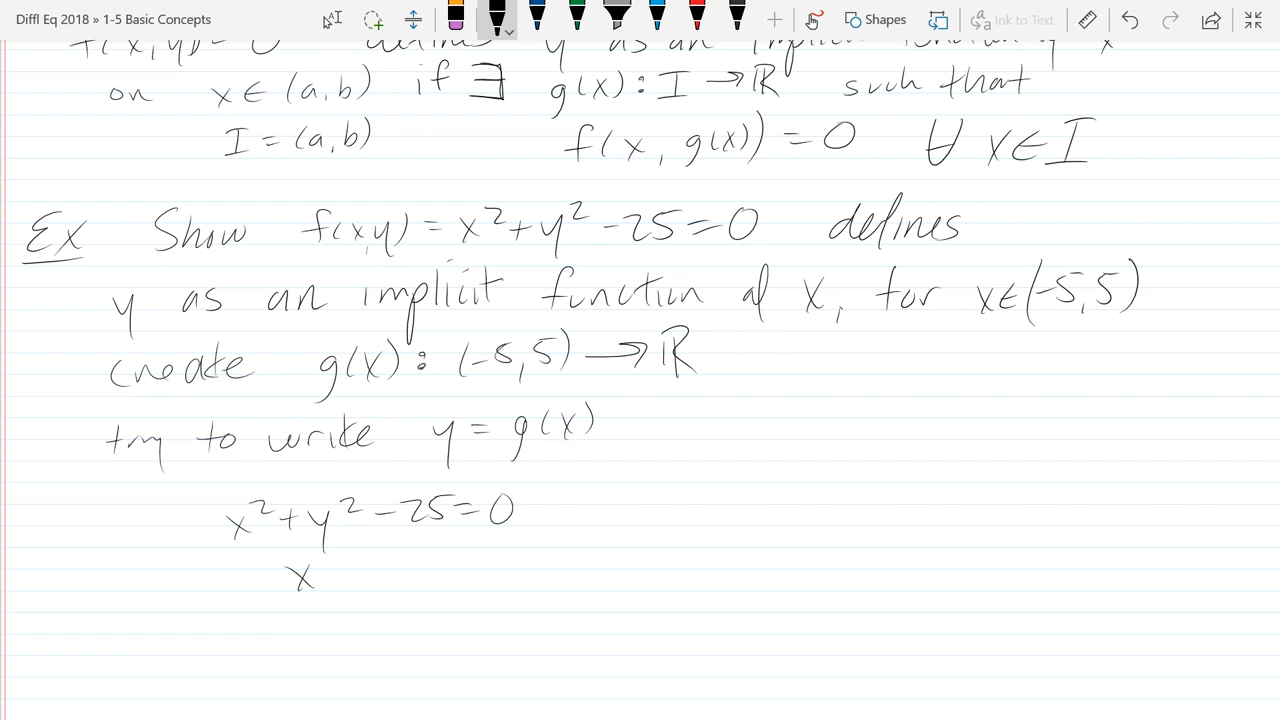 Diffl Eq 2018 » 1-5 Basic Concepts
Shapes
Ink to Text
y as an
on x∈(a,b) if ∃ g(x): I → ℝ such that
I = (a,b) f(x, g(x)) = 0 ∀ x∈I
Ex Show f(x,y) = x²+y²-25=0 defines
y as an implicit function of x, for x∈(-5,5)
create g(x): (-5,5) → ℝ
try to write y = g(x)
x²+y²-25=0
x